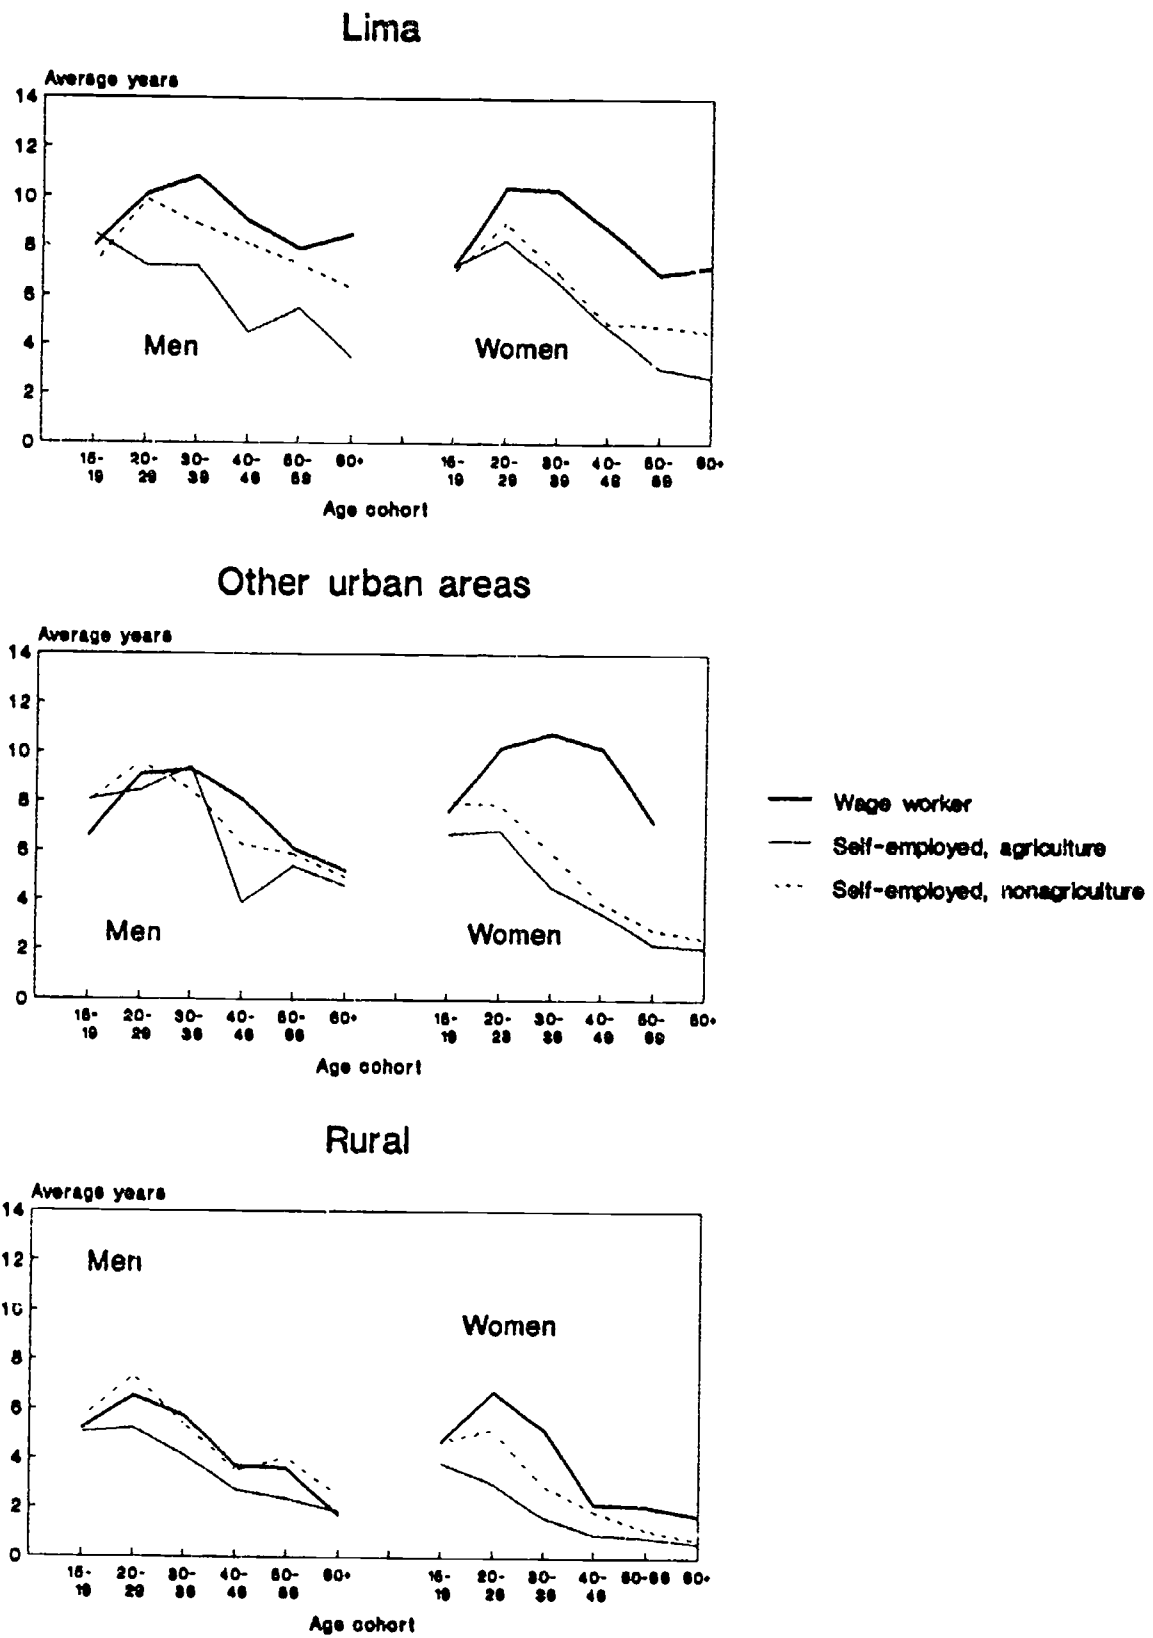 Lima
Average years
14
12
10
8
6
4
2
0
Men
Women
15-19 20-29 30-39 40-49 50-59 60+ 15-19 20-29 30-39 40-49 50-59 60+
Age cohort
Other urban areas
Average years
14
12
10
8
6
4
2
0
Men
Women
15-19 20-29 30-39 40-49 50-59 60+ 15-19 20-29 30-39 40-49 50-59 60+
Age cohort
Wage worker
Self-employed, agriculture
Self-employed, nonagriculture
Rural
Average years
14
12
10
8
6
4
2
0
Men
Women
15-19 20-29 30-39 40-49 50-59 60+ 15-19 20-29 30-39 40-49 50-59 60+
Age cohort